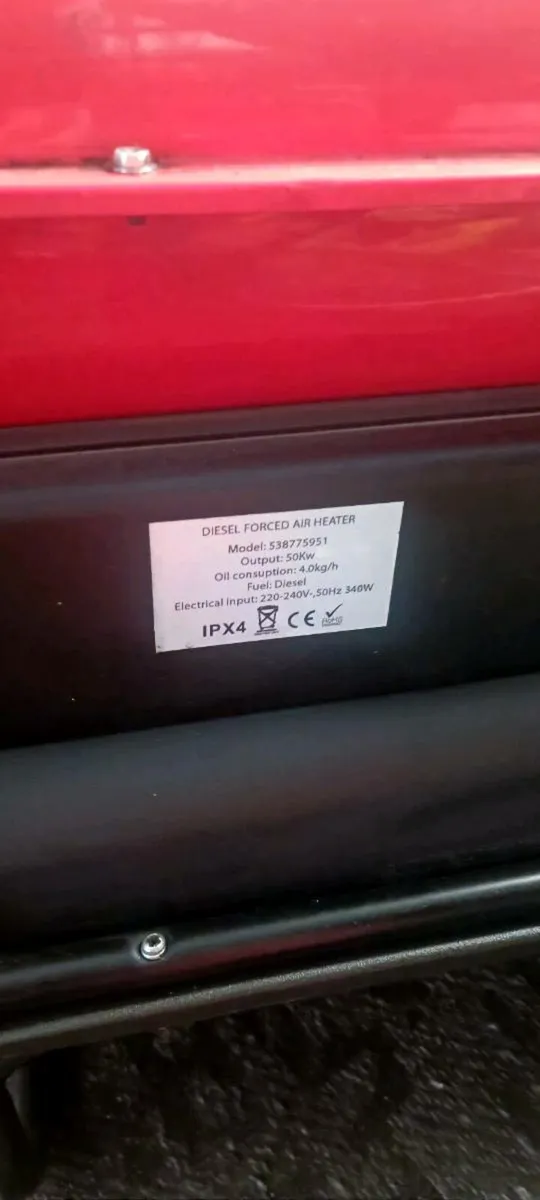 DIESEL FORCED AIR HEATER
Model: 538775951
Output: 50Kw
Oil consuption: 4.0kg/h
Fuel: Diesel
Electrical input: 220-240V~,50Hz 340W
IPX4 CE RoHS